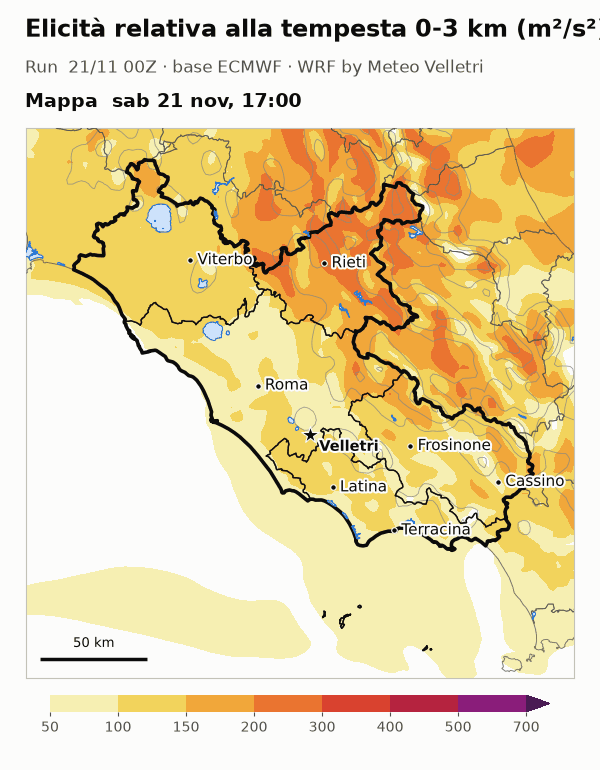 Elicità relativa alla tempesta 0-3 km (m²/s²)
Run  21/11 00Z · base ECMWF · WRF by Meteo Velletri
Mappa  sab 21 nov, 17:00
Viterbo
Rieti
Roma
Velletri
Frosinone
Cassino
Latina
Terracina
50 km
50 100 150 200 300 400 500 700